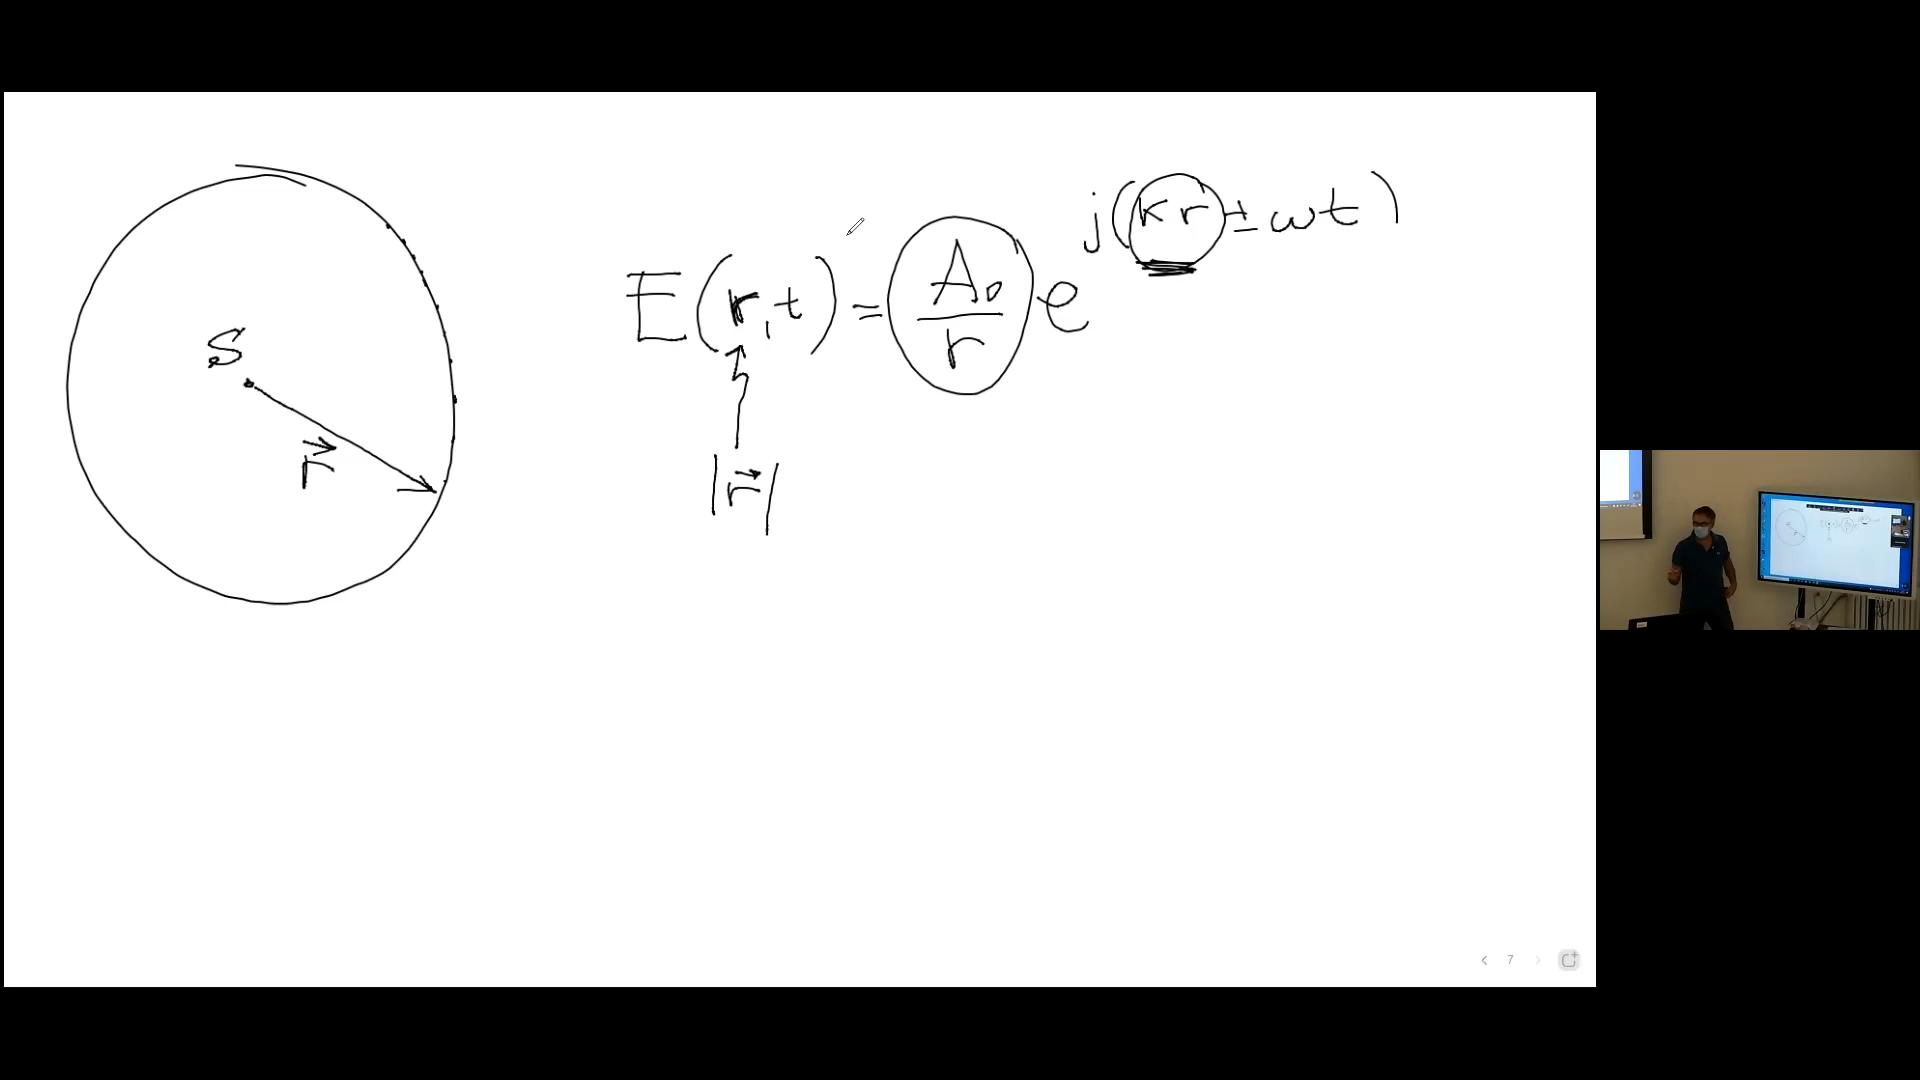 S
r⃗
E(r,t) = A₀/r e^{j(kr ± ωt)}
|r⃗|
7